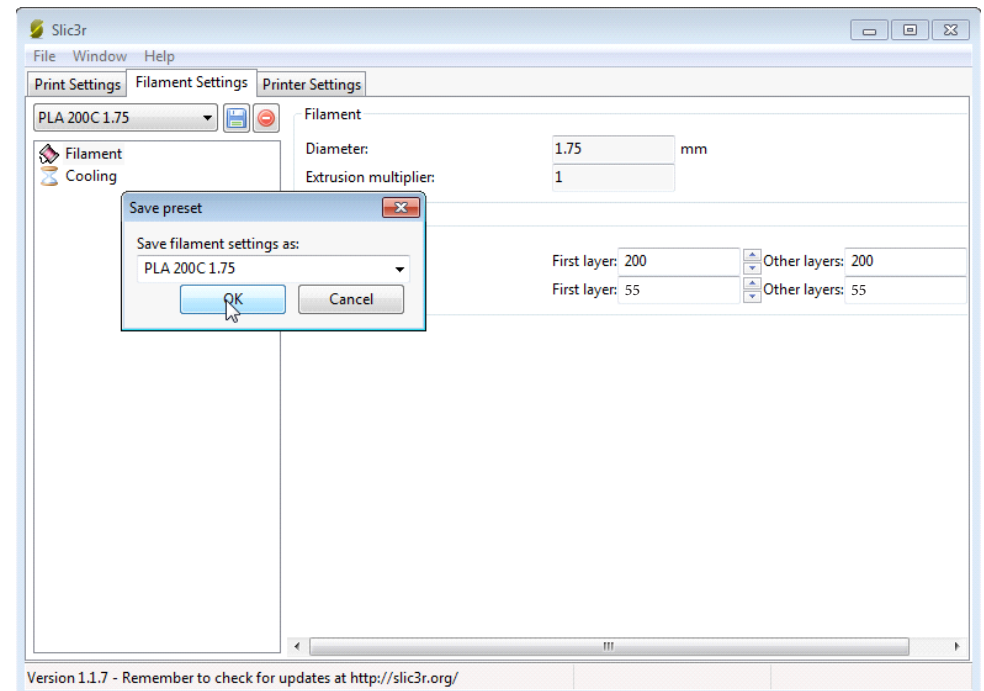 Slic3r
File Window Help
Print Settings Filament Settings Printer Settings
PLA 200C 1.75
Filament
Cooling
Filament
Diameter: 1.75 mm
Extrusion multiplier: 1
Save preset
Save filament settings as:
PLA 200C 1.75
OK Cancel
First layer: 200 Other layers: 200
First layer: 55 Other layers: 55
Version 1.1.7 - Remember to check for updates at http://slic3r.org/